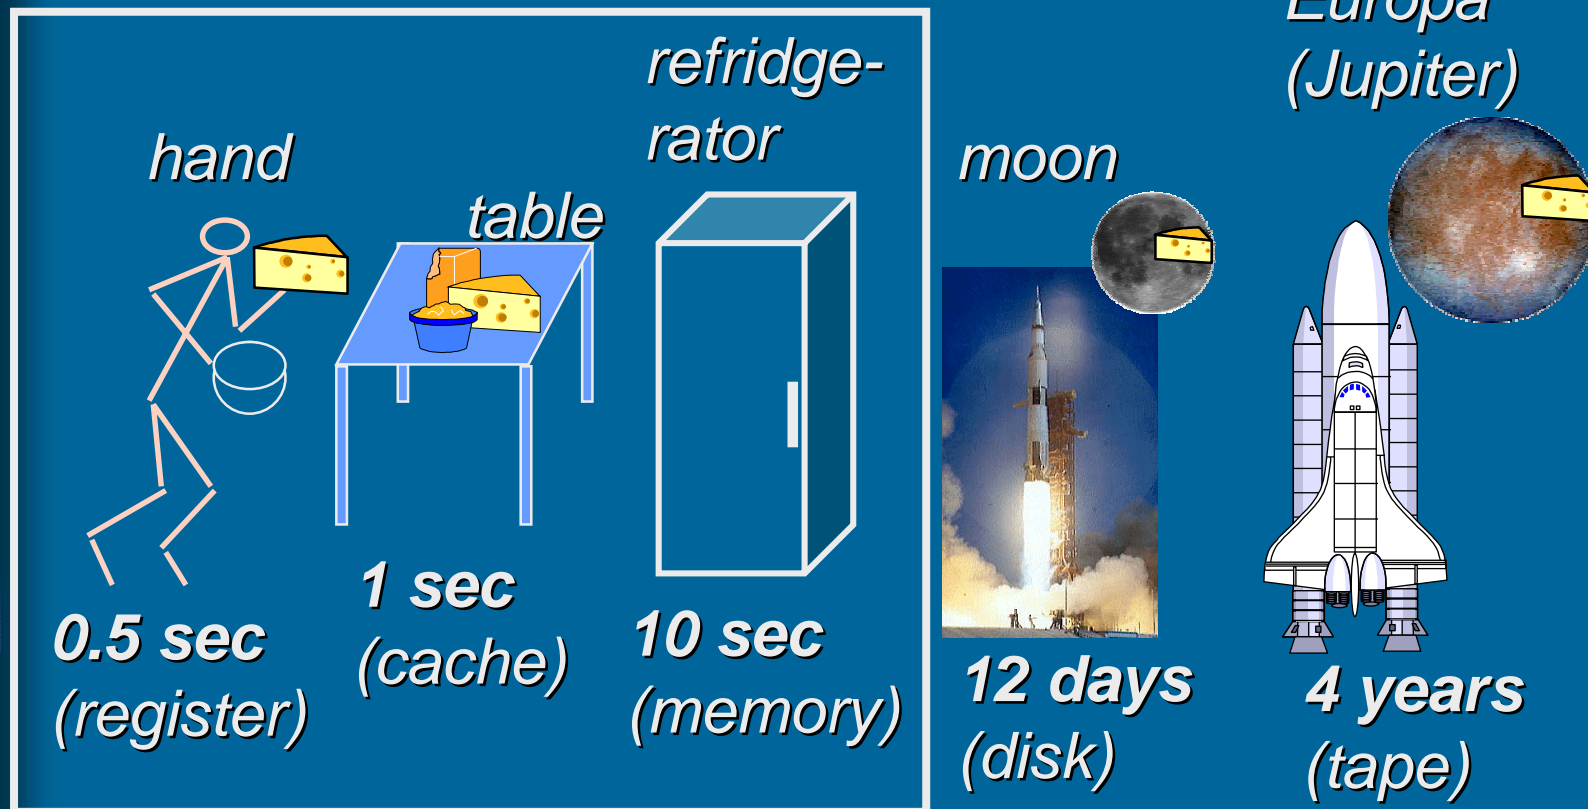 hand
0.5 sec
(register)
table
1 sec
(cache)
refridge-
rator
10 sec
(memory)
moon
12 days
(disk)
Europa
(Jupiter)
4 years
(tape)